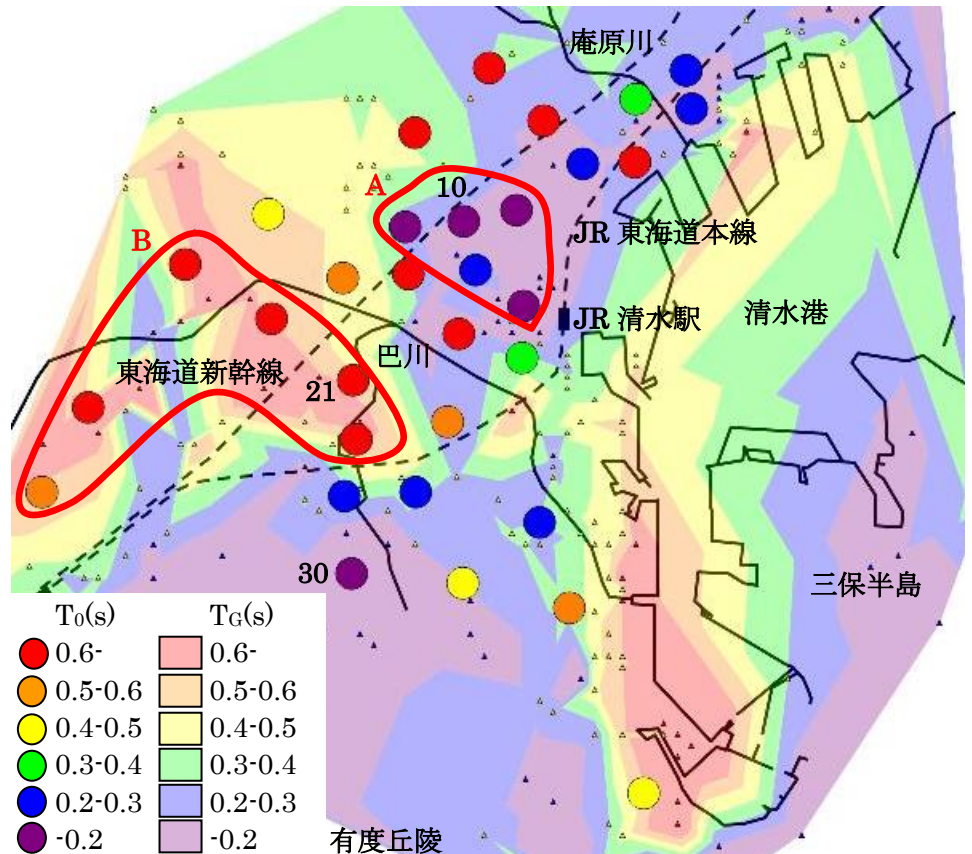 庵原川
A
10
B
JR 東海道本線
清水港
JR 清水駅
巴川
東海道新幹線
21
30
三保半島
T0(s) TG(s)
0.6- 0.6-
0.5-0.6 0.5-0.6
0.4-0.5 0.4-0.5
0.3-0.4 0.3-0.4
0.2-0.3 0.2-0.3
-0.2 -0.2
有度丘陵